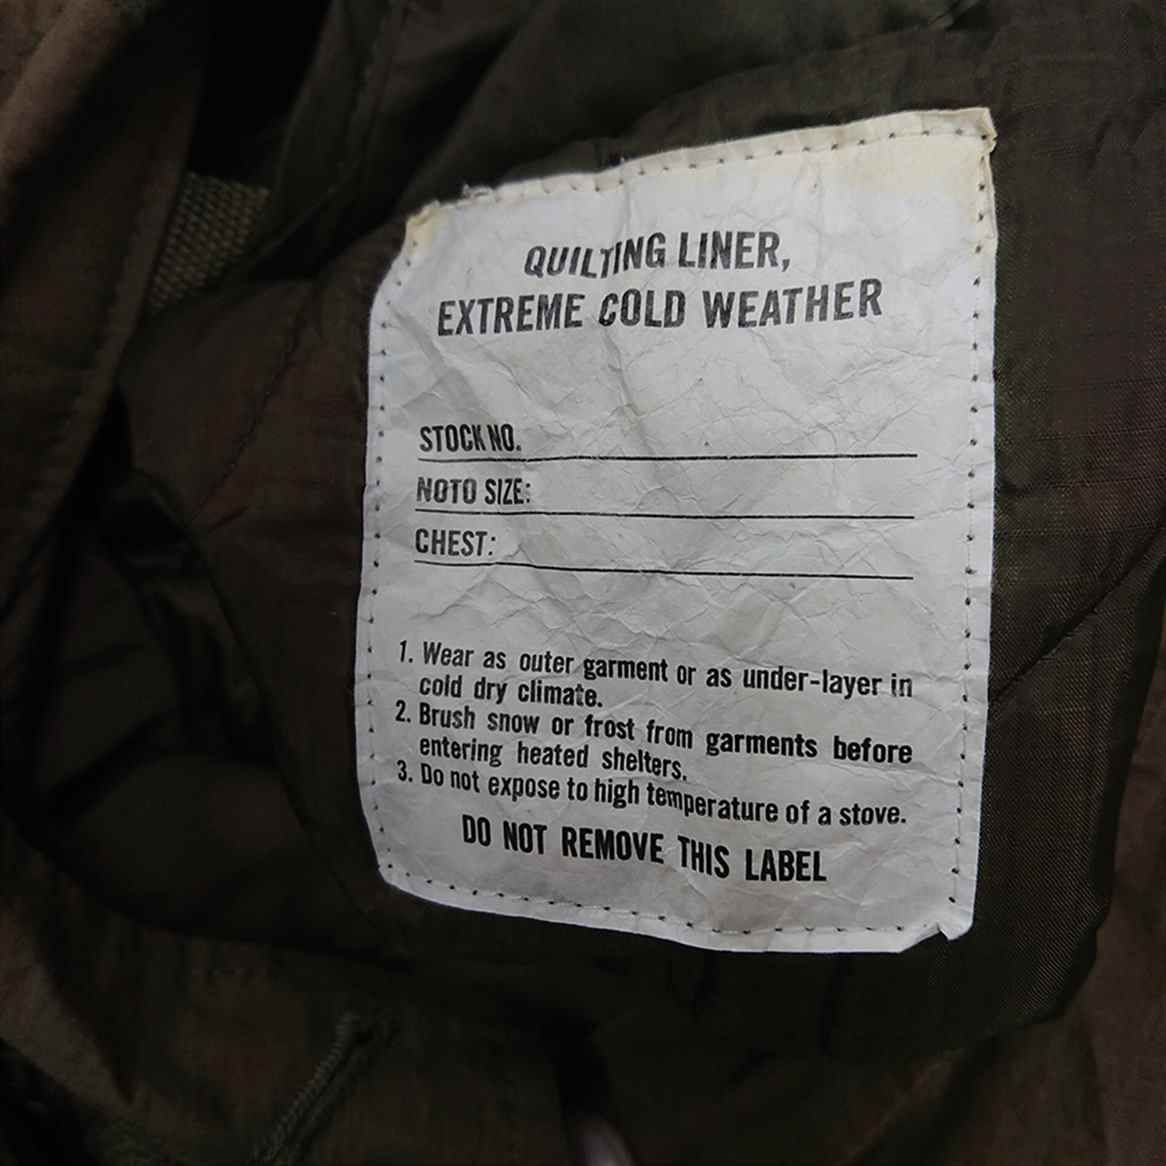 QUILTING LINER,
EXTREME COLD WEATHER
STOCK NO.
NOTO SIZE:
CHEST:
1. Wear as outer garment or as under-layer in
cold dry climate.
2. Brush snow or frost from garments before
entering heated shelters.
3. Do not expose to high temperature of a stove.
DO NOT REMOVE THIS LABEL